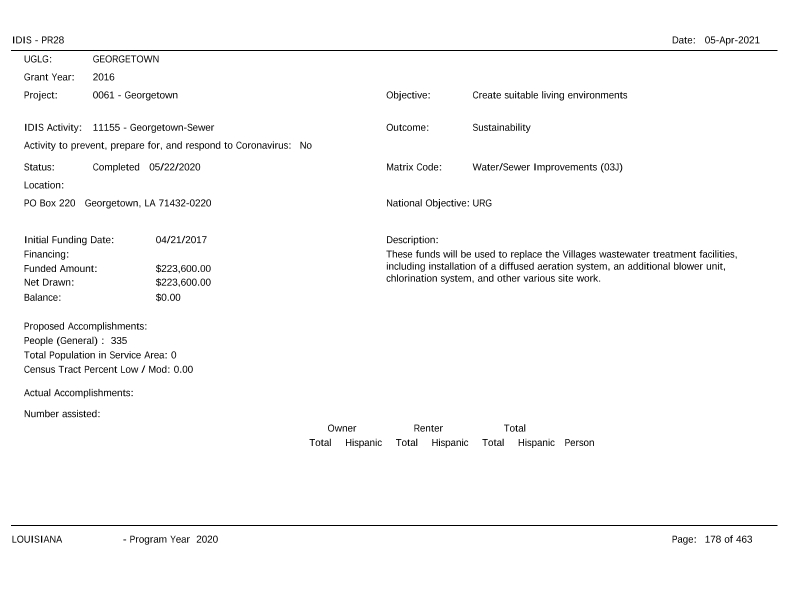 IDIS - PR28 Date: 05-Apr-2021
UGLG: GEORGETOWN
Grant Year: 2016
Project: 0061 - Georgetown Objective: Create suitable living environments
IDIS Activity: 11155 - Georgetown-Sewer Outcome: Sustainability
Activity to prevent, prepare for, and respond to Coronavirus: No
Status: Completed 05/22/2020 Matrix Code: Water/Sewer Improvements (03J)
Location:
PO Box 220 Georgetown, LA 71432-0220 National Objective: URG
Initial Funding Date: 04/21/2017 Description:
Financing: These funds will be used to replace the Villages wastewater treatment facilities,
Funded Amount: $223,600.00 including installation of a diffused aeration system, an additional blower unit,
Net Drawn: $223,600.00 chlorination system, and other various site work.
Balance: $0.00
Proposed Accomplishments:
People (General) : 335
Total Population in Service Area: 0
Census Tract Percent Low / Mod: 0.00
Actual Accomplishments:
Number assisted:
Owner Renter Total
Total Hispanic Total Hispanic Total Hispanic Person
LOUISIANA - Program Year 2020 Page: 178 of 463